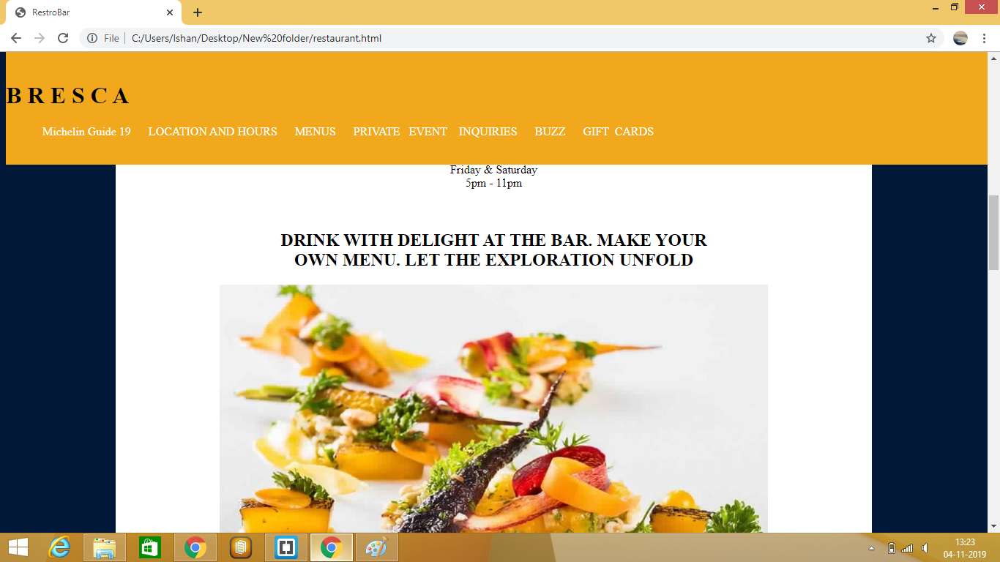 RestroBar
File
C:/Users/Ishan/Desktop/New%20folder/restaurant.html
B R E S C A
Michelin Guide 19 LOCATION AND HOURS MENUS PRIVATE EVENT INQUIRIES BUZZ GIFT CARDS
Friday & Saturday
5pm - 11pm
DRINK WITH DELIGHT AT THE BAR. MAKE YOUR
OWN MENU. LET THE EXPLORATION UNFOLD
13:23
04-11-2019